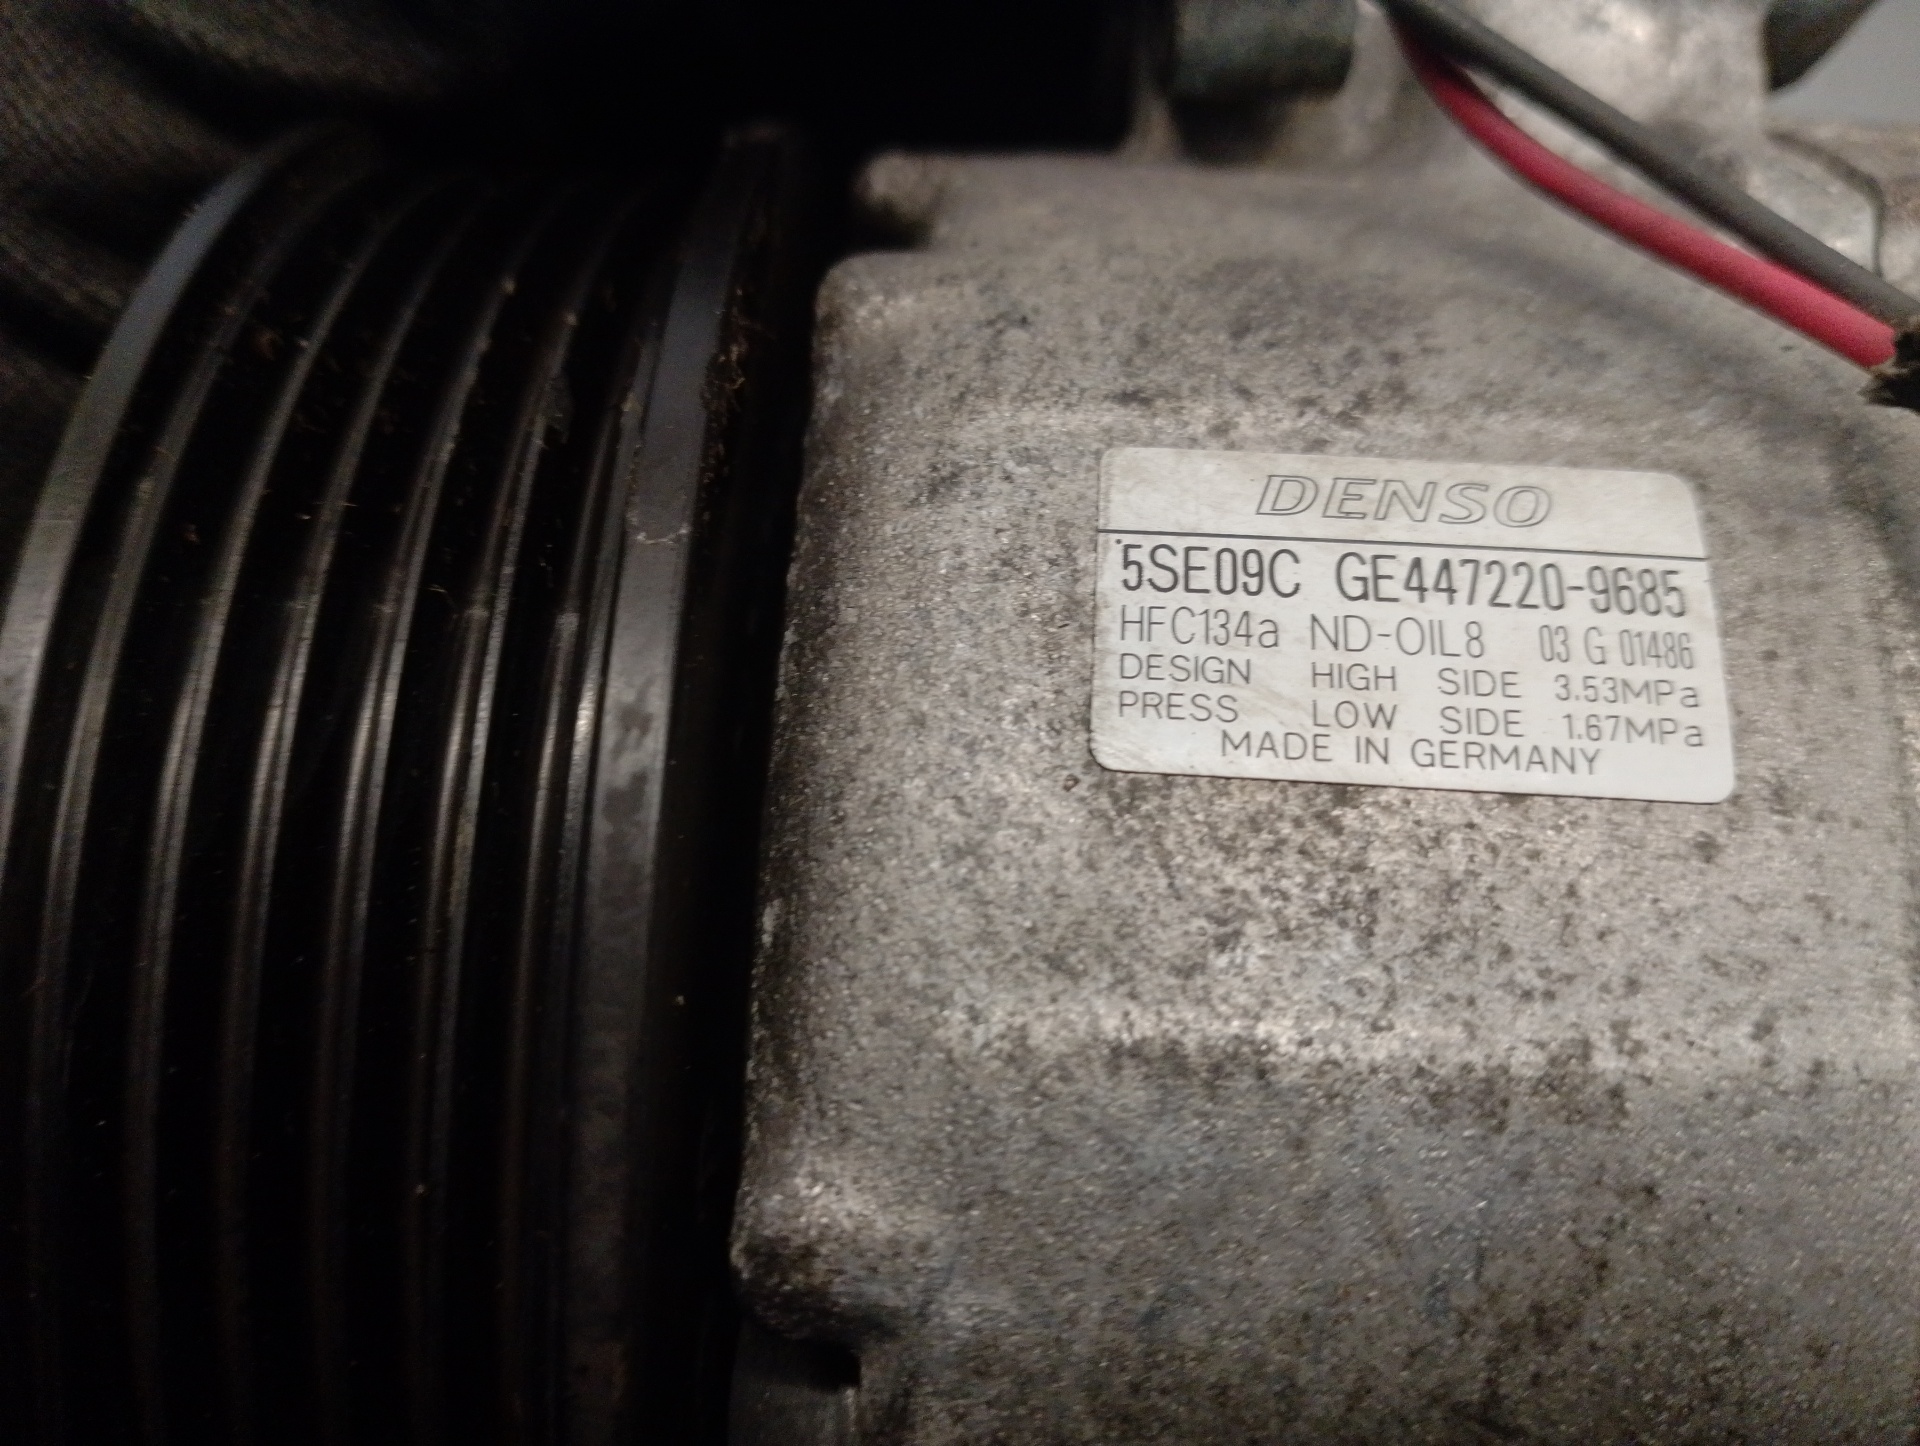 DENSO
5SE09C GE447220-9685
HFC134a ND-OIL8 03 G 01486
DESIGN HIGH SIDE 3.53MPa
PRESS LOW SIDE 1.67MPa
MADE IN GERMANY